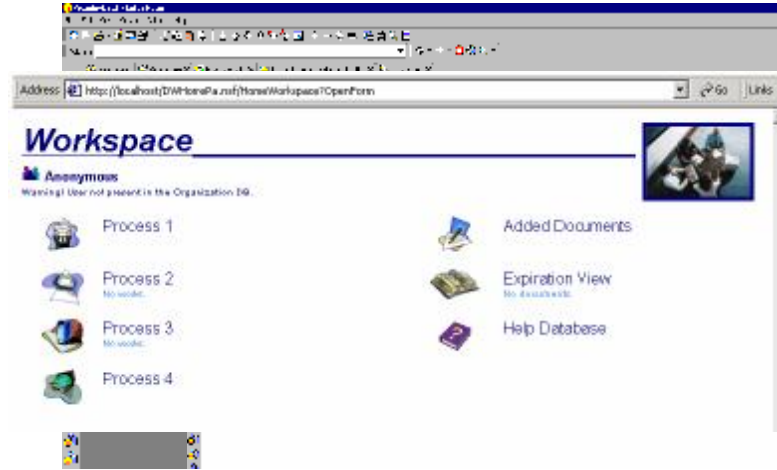 Address http://localhost/DWHomePa.nsf/HomeWorkspace?OpenForm Go Links
Workspace
Anonymous
Warning! User not present in the Organization DB.
Process 1
Added Documents
Process 2
No works.
Expiration View
No documents.
Process 3
No works.
Help Database
Process 4